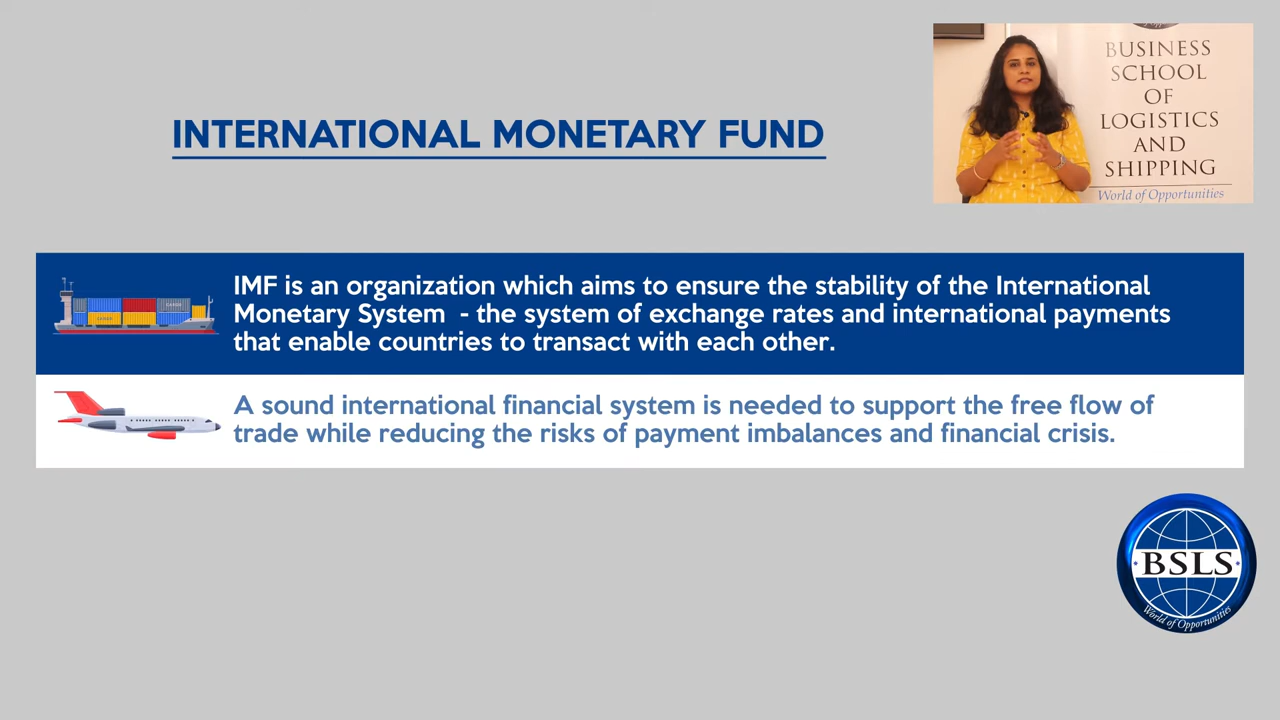 INTERNATIONAL MONETARY FUND
BUSINESS
SCHOOL
OF
LOGISTICS
AND
SHIPPING
World of Opportunities
IMF is an organization which aims to ensure the stability of the International
Monetary System - the system of exchange rates and international payments
that enable countries to transact with each other.
A sound international financial system is needed to support the free flow of
trade while reducing the risks of payment imbalances and financial crisis.
BSLS
World of Opportunities